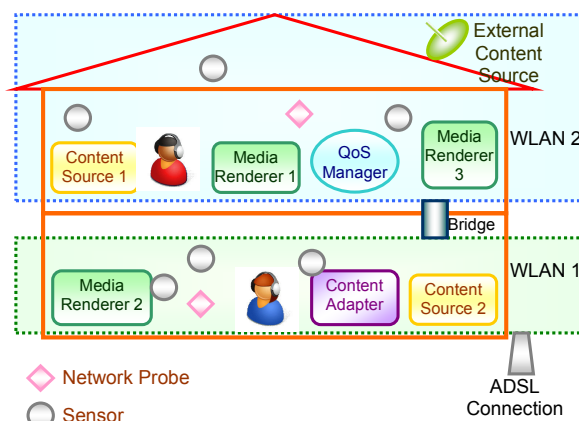 External
Content
Source
WLAN 2
Content
Source 1
Media
Renderer 1
QoS
Manager
Media
Renderer
3
Bridge
WLAN 1
Media
Renderer 2
Content
Adapter
Content
Source 2
Network Probe
Sensor
ADSL
Connection